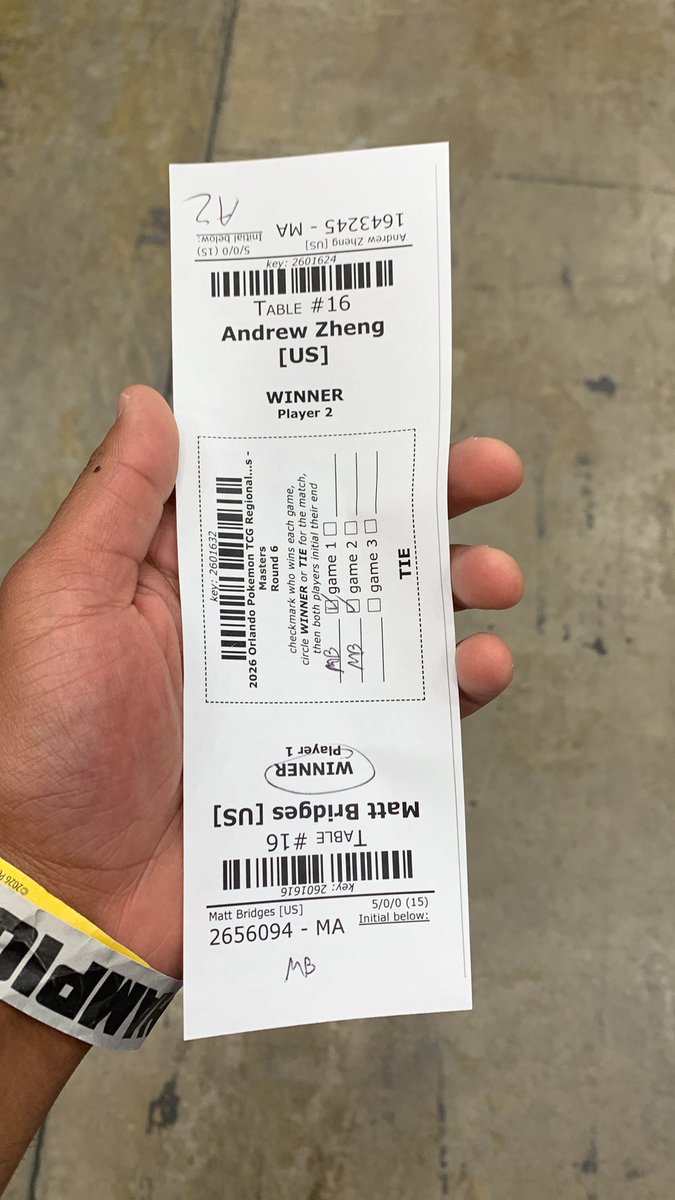 AZ
5/0/0 (15)
Initial below:
Andrew Zheng [US]
1643245 - MA
key: 2601624
TABLE #16
Andrew Zheng
[US]
WINNER
Player 2
key: 2601632
2026 Orlando Pokemon TCG Regional...s -
Masters
Round 6
checkmark who wins each game,
circle WINNER or TIE for the match,
then both players initial their end
MB game 1
MB game 2
game 3
TIE
Player 1
WINNER
Matt Bridges [US]
TABLE #16
key: 2601616
Matt Bridges [US]
5/0/0 (15)
2656094 - MA
Initial below:
MB
©2026